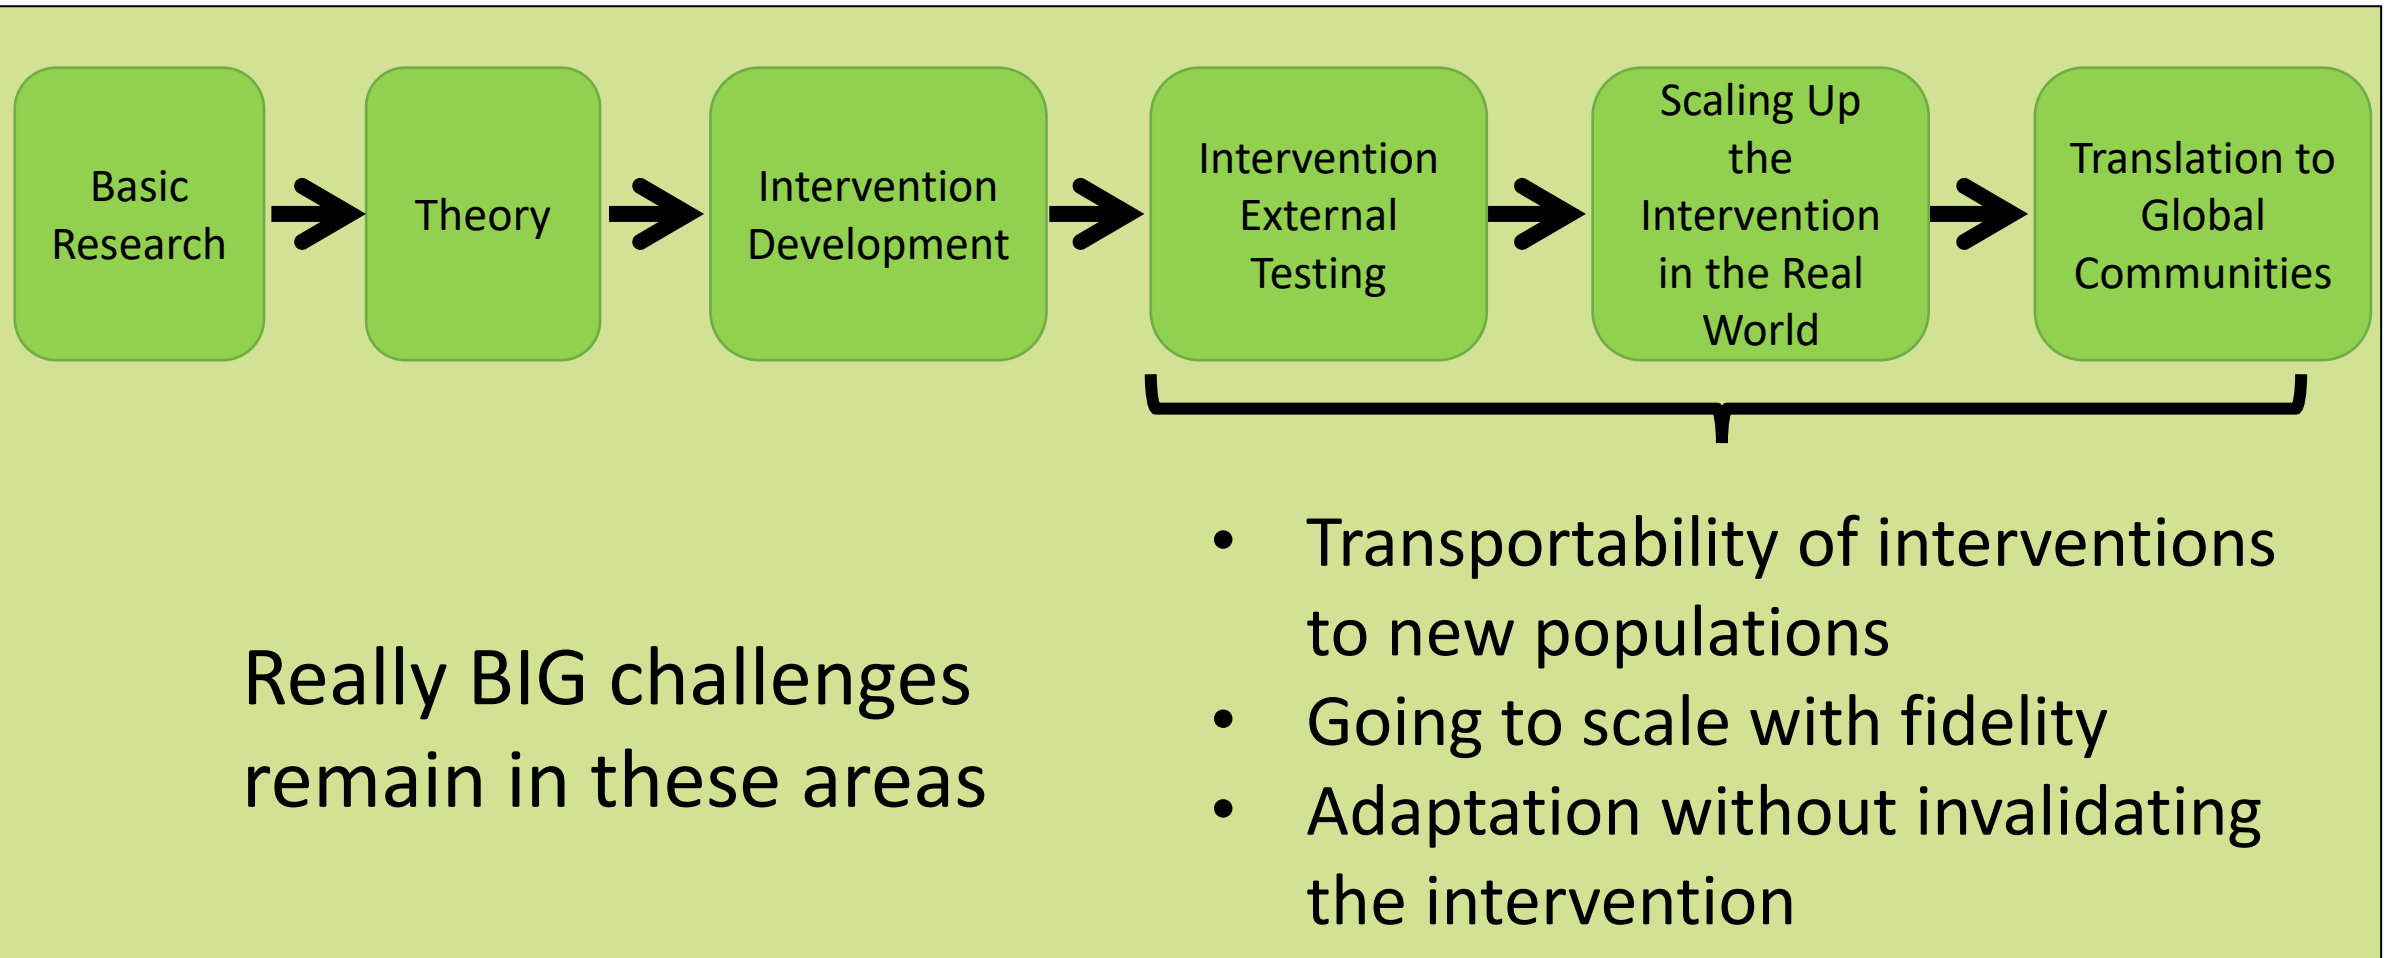 Basic
Research
Theory
Intervention
Development
Intervention
External
Testing
Scaling Up
the
Intervention
in the Real
World
Translation to
Global
Communities
Really BIG challenges
remain in these areas
• Transportability of interventions
to new populations
• Going to scale with fidelity
• Adaptation without invalidating
the intervention